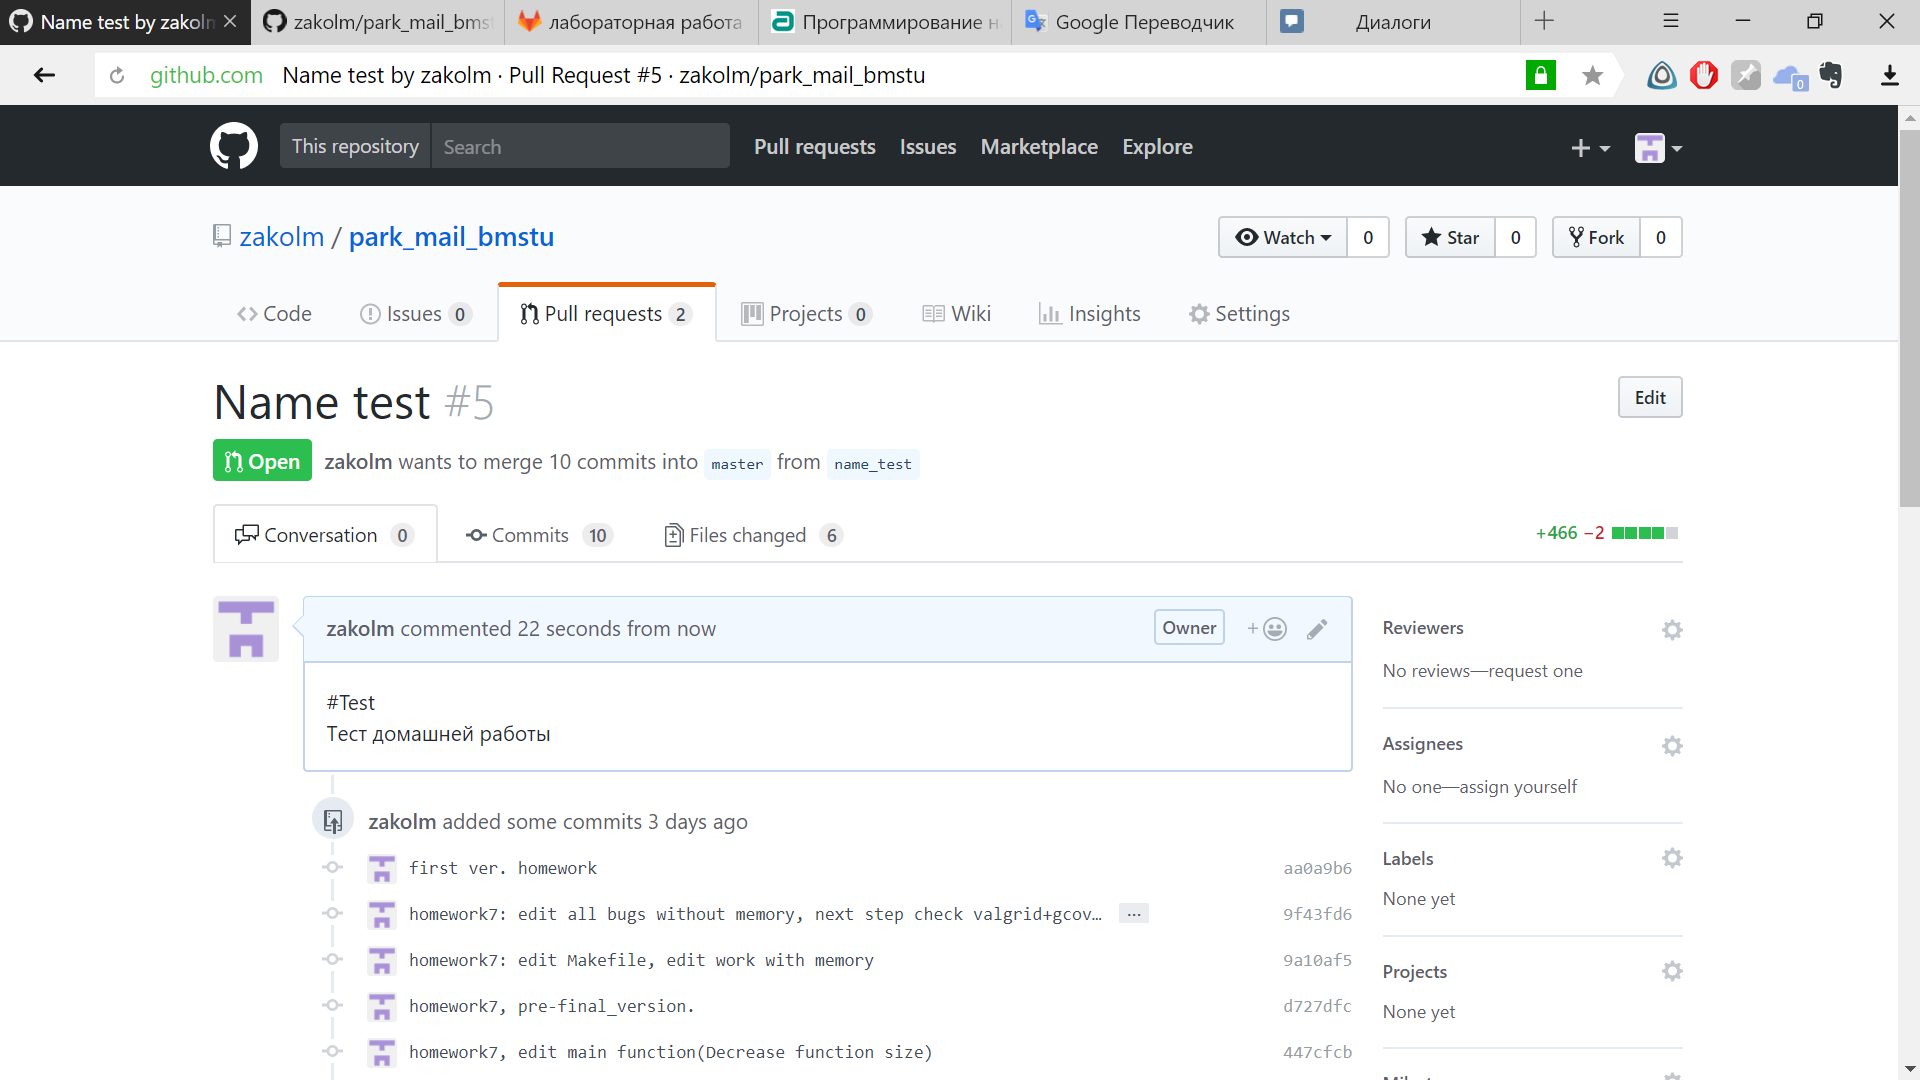 Name test by zakolm
zakolm/park_mail_bmst
лабораторная работа
Программирование н
Google Переводчик
Диалоги
github.com Name test by zakolm · Pull Request #5 · zakolm/park_mail_bmstu
0
This repository Search Pull requests Issues Marketplace Explore
zakolm / park_mail_bmstu
Watch 0 Star 0 Fork 0
Code Issues 0 Pull requests 2 Projects 0 Wiki Insights Settings
Name test #5
Edit
Open zakolm wants to merge 10 commits into master from name_test
Conversation 0 Commits 10 Files changed 6 +466 −2
zakolm commented 22 seconds from now Owner
#Test
Тест домашней работы
zakolm added some commits 3 days ago
first ver. homework aa0a9b6
homework7: edit all bugs without memory, next step check valgrid+gcov… … 9f43fd6
homework7: edit Makefile, edit work with memory 9a10af5
homework7, pre-final_version. d727dfc
homework7, edit main function(Decrease function size) 447cfcb
Reviewers
No reviews—request one
Assignees
No one—assign yourself
Labels
None yet
Projects
None yet